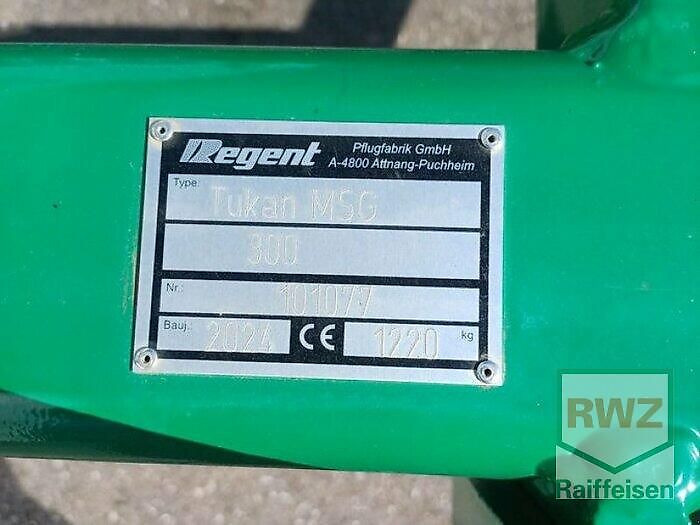 Regent
Pflugfabrik GmbH
A-4800 Attnang-Puchheim
Type: Tukan MSG
300
Nr.: 101077
Bauj.: 2024 CE 1220 kg
RWZ
Raiffeisen